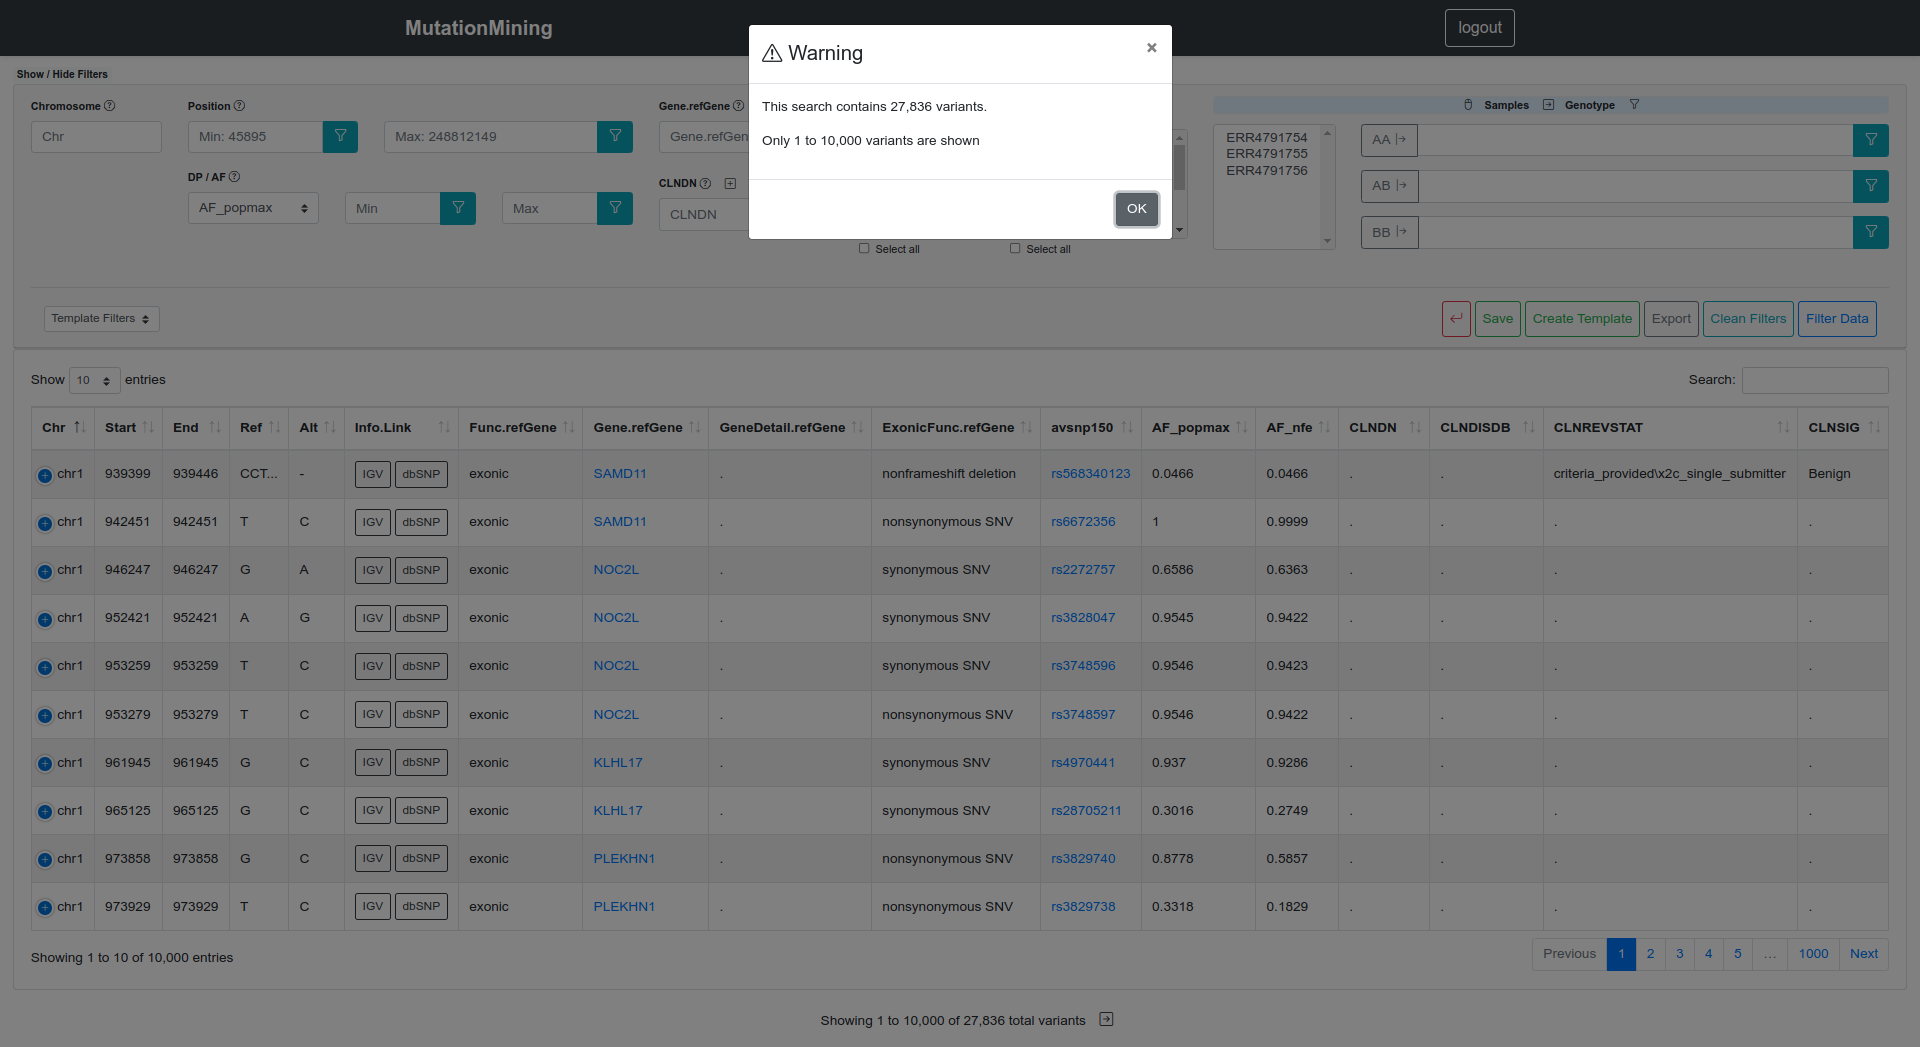 MutationMining
logout
Warning ×
This search contains 27,836 variants.
Only 1 to 10,000 variants are shown
OK
Show / Hide Filters
Chromosome
Chr
Position
Min: 45895
Max: 248812149
DP / AF
AF_popmax
Min
Max
Gene.refGene
Gene.refGen
CLNDN
CLNDN
Select all
Select all
Samples Genotype
ERR4791754
ERR4791755
ERR4791756
AA
AB
BB
Template Filters
Save Create Template Export Clean Filters Filter Data
Show 10 entries
Search:
Chr Start End Ref Alt Info.Link Func.refGene Gene.refGene GeneDetail.refGene ExonicFunc.refGene avsnp150 AF_popmax AF_nfe CLNDN CLNDISDB CLNREVSTAT CLNSIG
chr1 939399 939446 CCT... - IGV dbSNP exonic SAMD11 . nonframeshift deletion rs568340123 0.0466 0.0466 . . criteria_provided\x2c_single_submitter Benign
chr1 942451 942451 T C IGV dbSNP exonic SAMD11 . nonsynonymous SNV rs6672356 1 0.9999 . . . .
chr1 946247 946247 G A IGV dbSNP exonic NOC2L . synonymous SNV rs2272757 0.6586 0.6363 . . . .
chr1 952421 952421 A G IGV dbSNP exonic NOC2L . synonymous SNV rs3828047 0.9545 0.9422 . . . .
chr1 953259 953259 T C IGV dbSNP exonic NOC2L . synonymous SNV rs3748596 0.9546 0.9423 . . . .
chr1 953279 953279 T C IGV dbSNP exonic NOC2L . nonsynonymous SNV rs3748597 0.9546 0.9422 . . . .
chr1 961945 961945 G C IGV dbSNP exonic KLHL17 . synonymous SNV rs4970441 0.937 0.9286 . . . .
chr1 965125 965125 G C IGV dbSNP exonic KLHL17 . synonymous SNV rs28705211 0.3016 0.2749 . . . .
chr1 973858 973858 G C IGV dbSNP exonic PLEKHN1 . nonsynonymous SNV rs3829740 0.8778 0.5857 . . . .
chr1 973929 973929 T C IGV dbSNP exonic PLEKHN1 . nonsynonymous SNV rs3829738 0.3318 0.1829 . . . .
Showing 1 to 10 of 10,000 entries
Previous 1 2 3 4 5 … 1000 Next
Showing 1 to 10,000 of 27,836 total variants